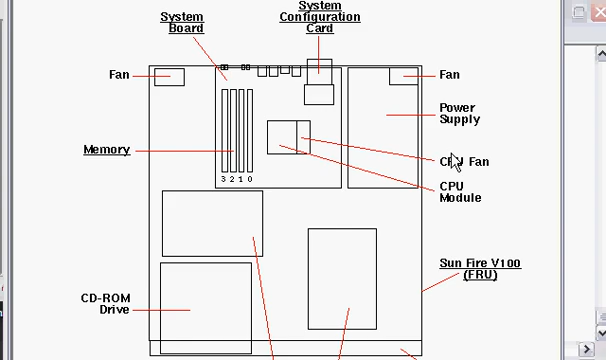 System
Board
System
Configuration
Card
Fan
Fan
Power
Supply
Memory
Fan
CPU
Module
3 2 1 0
Sun Fire V100
(FRU)
CD-ROM
Drive